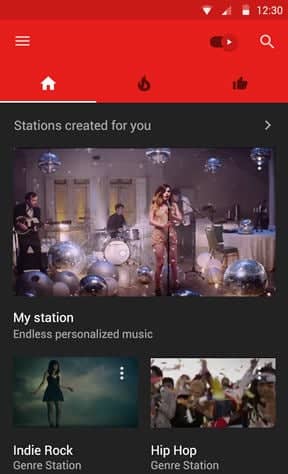 12:30
Stations created for you
My station
Endless personalized music
Indie Rock
Genre Station
Hip Hop
Genre Station